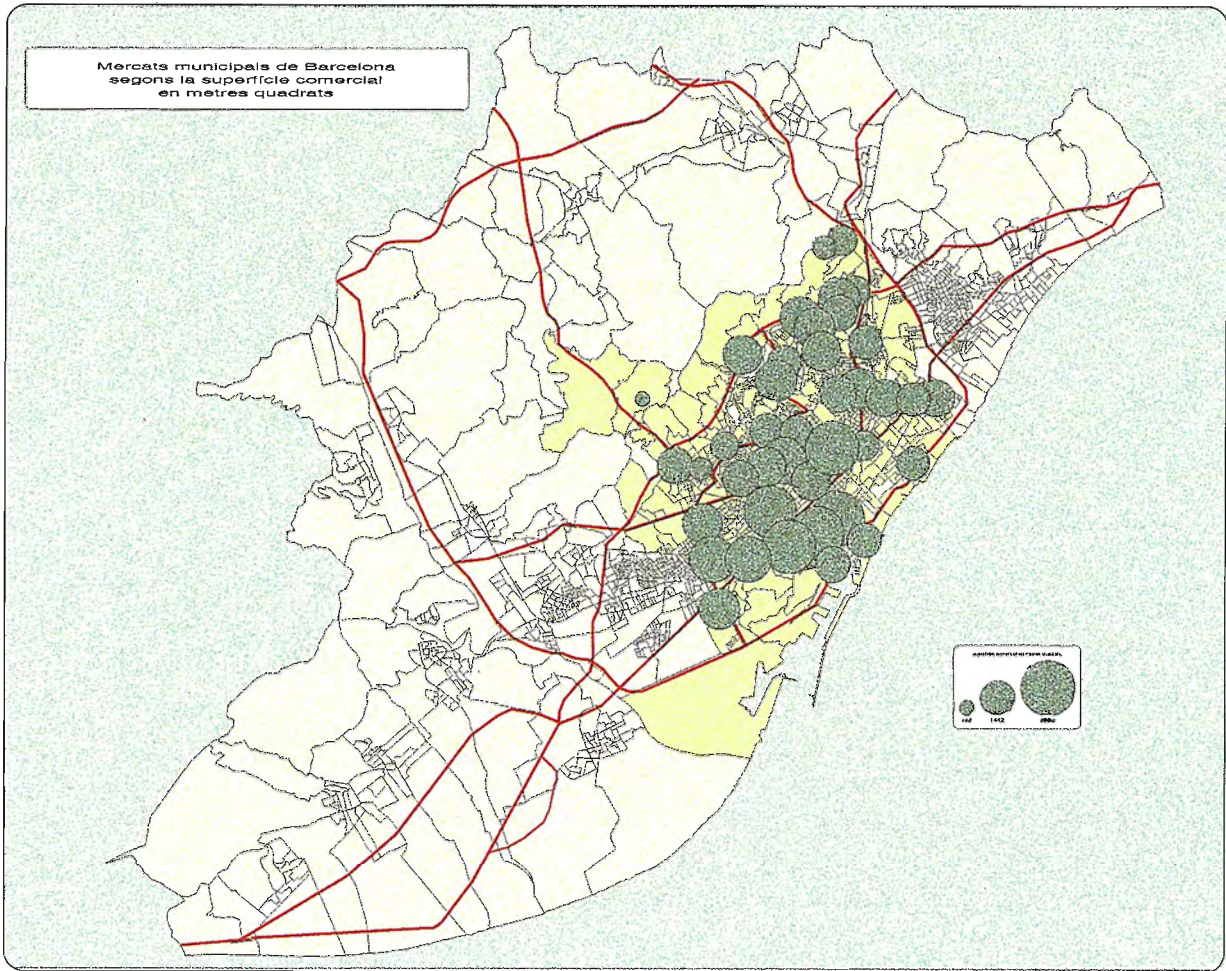 Mercats municipals de Barcelona
segons la superfície comercial
en metres quadrats
1442